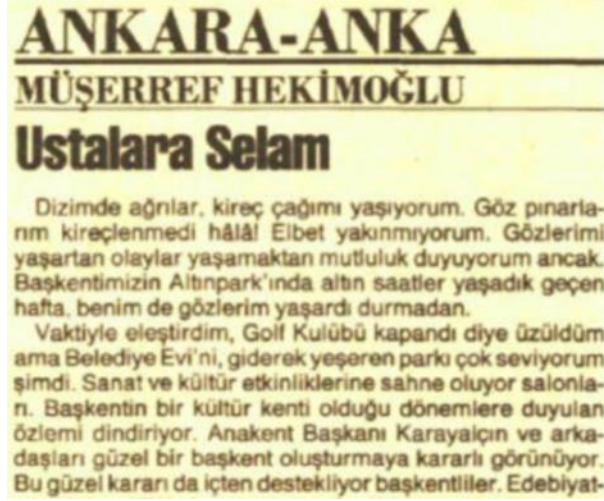 ANKARA-ANKA
MÜŞERREF HEKİMOĞLU
Ustalara Selam
Dizimde ağrılar, kireç çağımı yaşıyorum. Göz pınarla-
rım kireçlenmedi hâlâ! Elbet yakınmıyorum. Gözlerimi
yaşartan olaylar yaşamaktan mutluluk duyuyorum ancak.
Başkentimizin Altınpark'ında altın saatler yaşadık geçen
hafta, benim de gözlerim yaşardı durmadan.
Vaktiyle eleştirdim, Golf Kulübü kapandı diye üzüldüm
ama Belediye Evi'ni, giderek yeşeren parkı çok seviyorum
şimdi. Sanat ve kültür etkinliklerine sahne oluyor salonla-
rı. Başkentin bir kültür kenti olduğu dönemlere duyulan
özlemi dindiriyor. Anakent Başkanı Karayalçın ve arka-
daşları güzel bir başkent oluşturmaya kararlı görünüyor.
Bu güzel kararı da içten destekliyor başkentliler. Edebiyat-